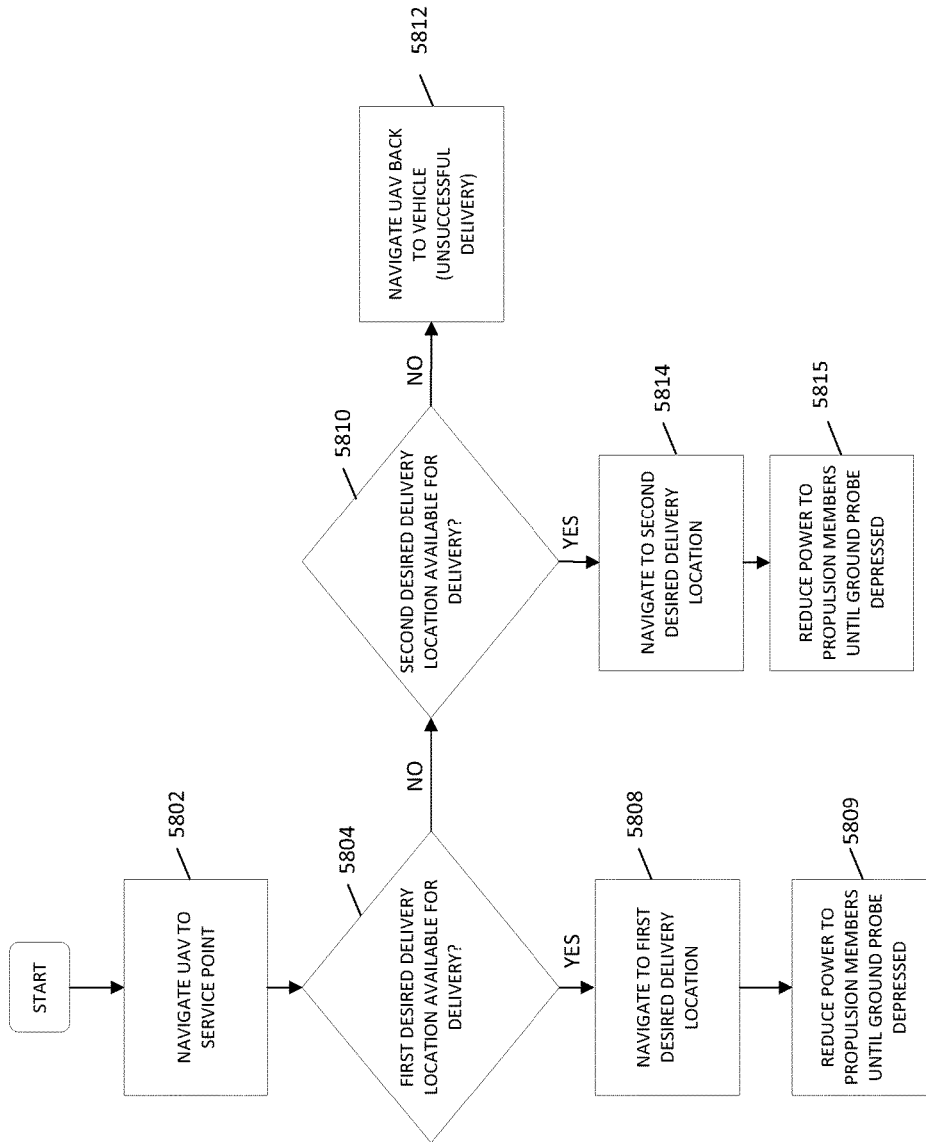 START
NAVIGATE UAV TO
SERVICE POINT
5802
FIRST DESIRED DELIVERY
LOCATION AVAILABLE FOR
DELIVERY?
5804
NO
YES
NAVIGATE TO FIRST
DESIRED DELIVERY
LOCATION
5808
REDUCE POWER TO
PROPULSION MEMBERS
UNTIL GROUND PROBE
DEPRESSED
5809
SECOND DESIRED DELIVERY
LOCATION AVAILABLE FOR
DELIVERY?
5810
NO
YES
NAVIGATE UAV BACK
TO VEHICLE
(UNSUCCESSFUL
DELIVERY)
5812
NAVIGATE TO SECOND
DESIRED DELIVERY
LOCATION
5814
REDUCE POWER TO
PROPULSION MEMBERS
UNTIL GROUND PROBE
DEPRESSED
5815